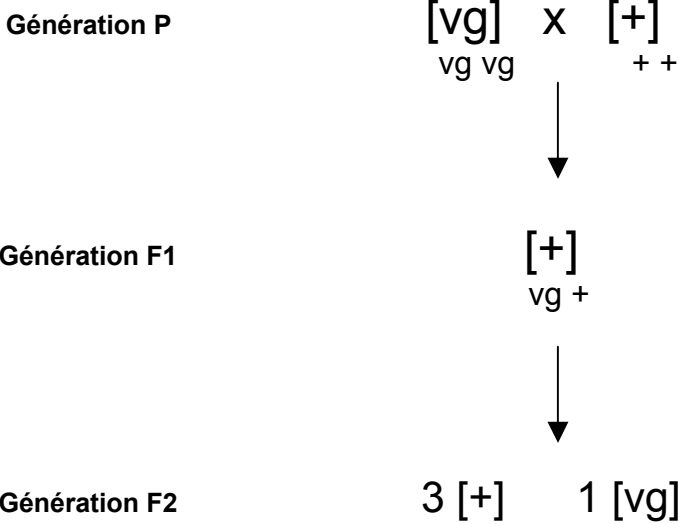 Génération P [vg] x [+]
vg vg + +
Génération F1 [+]
vg +
Génération F2 3 [+] 1 [vg]